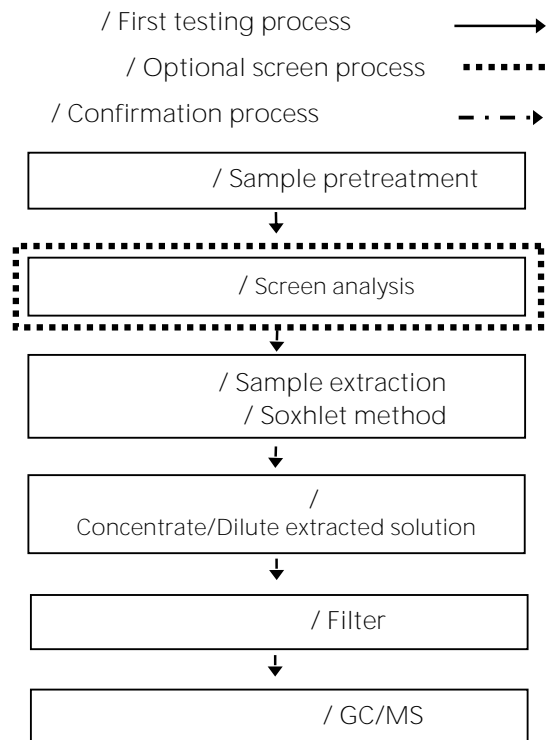 / First testing process
/ Optional screen process
/ Confirmation process
/ Sample pretreatment
/ Screen analysis
/ Sample extraction
/ Soxhlet method
/
Concentrate/Dilute extracted solution
/ Filter
/ GC/MS